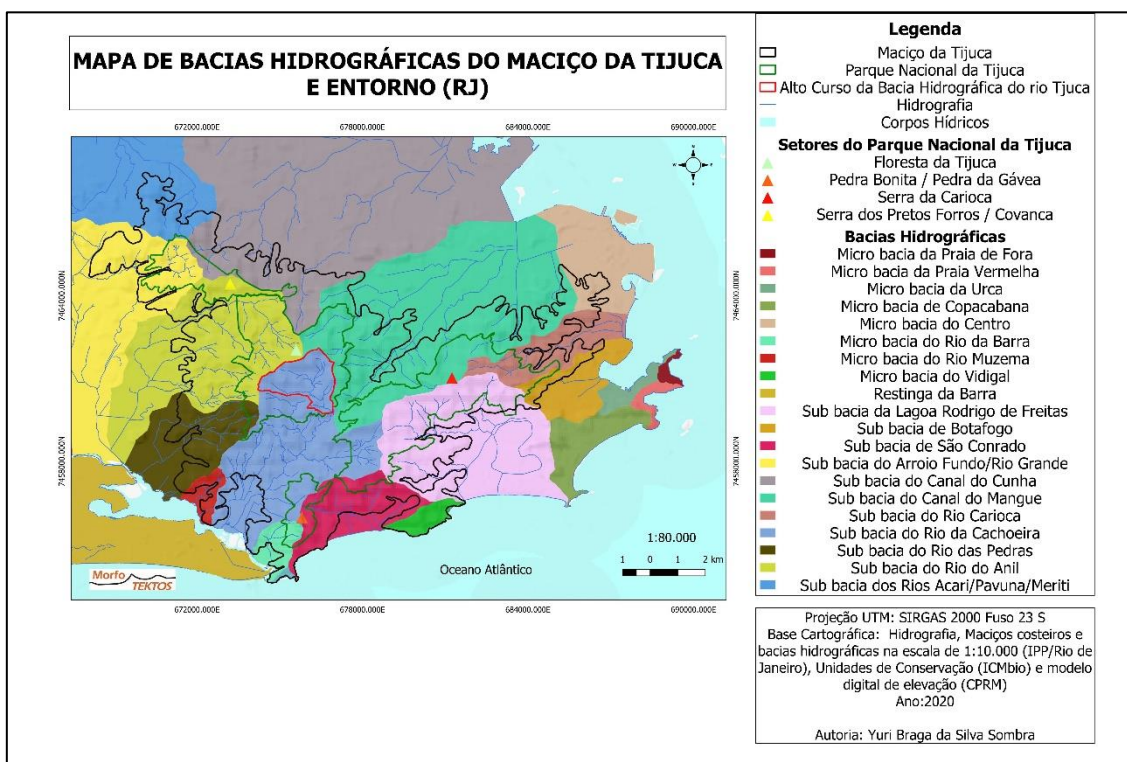 MAPA DE BACIAS HIDROGRÁFICAS DO MACIÇO DA TIJUCA
E ENTORNO (RJ)
672000.000E 678000.000E 684000.000E 690000.000E
7464000.000N
7464000.000N
7458000.000N
7458000.000N
N
1:80.000
1 0 1 2 km
Oceano Atlântico
Morfo
TEKTOS
672000.000E 678000.000E 684000.000E 690000.000E
Legenda
Maciço da Tijuca
Parque Nacional da Tijuca
Alto Curso da Bacia Hidrográfica do rio Tjuca
Hidrografia
Corpos Hídricos
Setores do Parque Nacional da Tijuca
Floresta da Tijuca
Pedra Bonita / Pedra da Gávea
Serra da Carioca
Serra dos Pretos Forros / Covanca
Bacias Hidrográficas
Micro bacia da Praia de Fora
Micro bacia da Praia Vermelha
Micro bacia da Urca
Micro bacia de Copacabana
Micro bacia do Centro
Micro bacia do Rio da Barra
Micro bacia do Rio Muzema
Micro bacia do Vidigal
Restinga da Barra
Sub bacia da Lagoa Rodrigo de Freitas
Sub bacia de Botafogo
Sub bacia de São Conrado
Sub bacia do Arroio Fundo/Rio Grande
Sub bacia do Canal do Cunha
Sub bacia do Canal do Mangue
Sub bacia do Rio Carioca
Sub bacia do Rio da Cachoeira
Sub bacia do Rio das Pedras
Sub bacia do Rio do Anil
Sub bacia dos Rios Acari/Pavuna/Meriti
Projeção UTM: SIRGAS 2000 Fuso 23 S
Base Cartográfica: Hidrografia, Maciços costeiros e
bacias hidrográficas na escala de 1:10.000 (IPP/Rio de
Janeiro), Unidades de Conservação (ICMbio) e modelo
digital de elevação (CPRM)
Ano:2020
Autoria: Yuri Braga da Silva Sombra